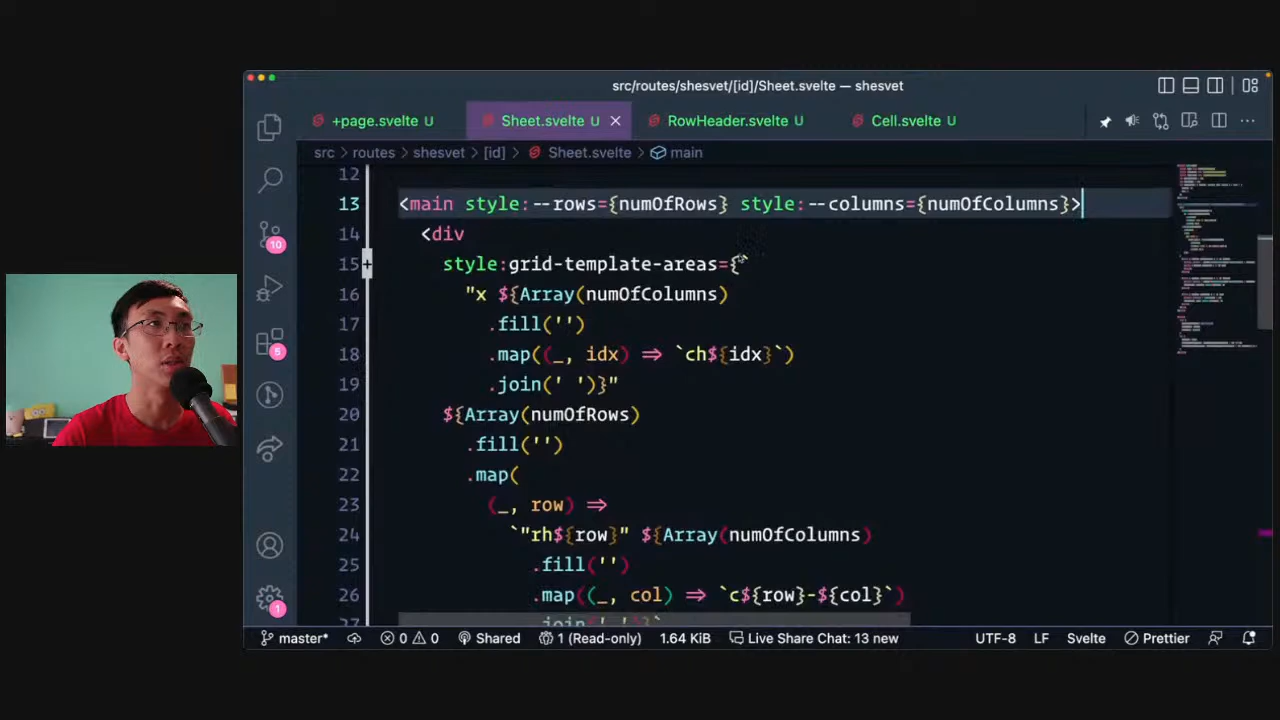 src/routes/shesvet/[id]/Sheet.svelte — shesvet
+page.svelte U
Sheet.svelte U
RowHeader.svelte U
Cell.svelte U
src > routes > shesvet > [id] > Sheet.svelte > main
12
13 <main style:--rows={numOfRows} style:--columns={numOfColumns}>
14 <div
15 style:grid-template-areas={`
16 "x ${Array(numOfColumns)
17 .fill('')
18 .map((_, idx) => `ch${idx}`)
19 .join(' ')}"
20 ${Array(numOfRows)
21 .fill('')
22 .map(
23 (_, row) =>
24 `"rh${row}" ${Array(numOfColumns)
25 .fill('')
26 .map((_, col) => `c${row}-${col}`)
10
5
1
master* 0 0 Shared 1 (Read-only) 1.64 KiB Live Share Chat: 13 new UTF-8 LF Svelte Prettier